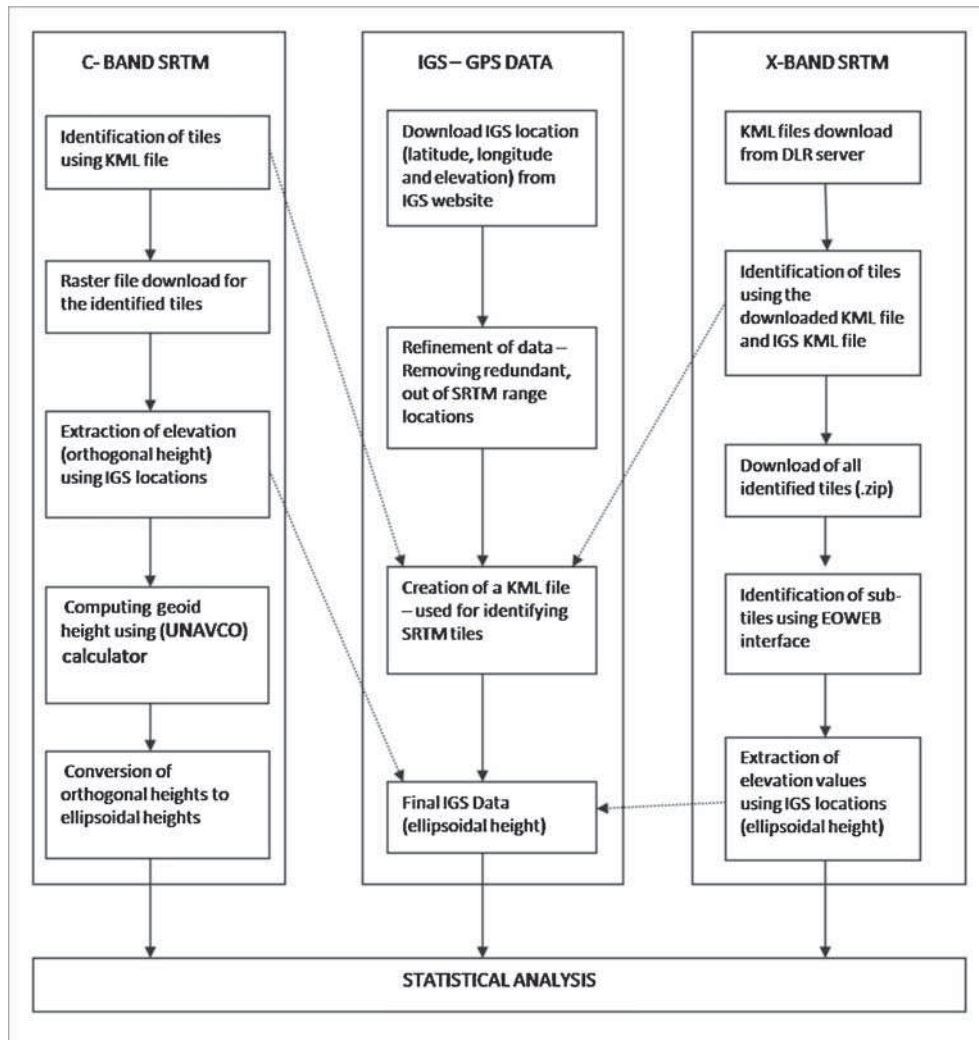 C- BAND SRTM
Identification of tiles
using KML file
Raster file download for
the identified tiles
Extraction of elevation
(orthogonal height)
using IGS locations
Computing geoid
height using (UNAVCO)
calculator
Conversion of
orthogonal heights to
ellipsoidal heights
IGS – GPS DATA
Download IGS location
(latitude, longitude
and elevation) from
IGS website
Refinement of data –
Removing redundant,
out of SRTM range
locations
Creation of a KML file
– used for identifying
SRTM tiles
Final IGS Data
(ellipsoidal height)
X-BAND SRTM
KML files download
from DLR server
Identification of tiles
using the
downloaded KML file
and IGS KML file
Download of all
identified tiles (.zip)
Identification of sub-
tiles using EOWEB
interface
Extraction of
elevation values
using IGS locations
(ellipsoidal height)
STATISTICAL ANALYSIS